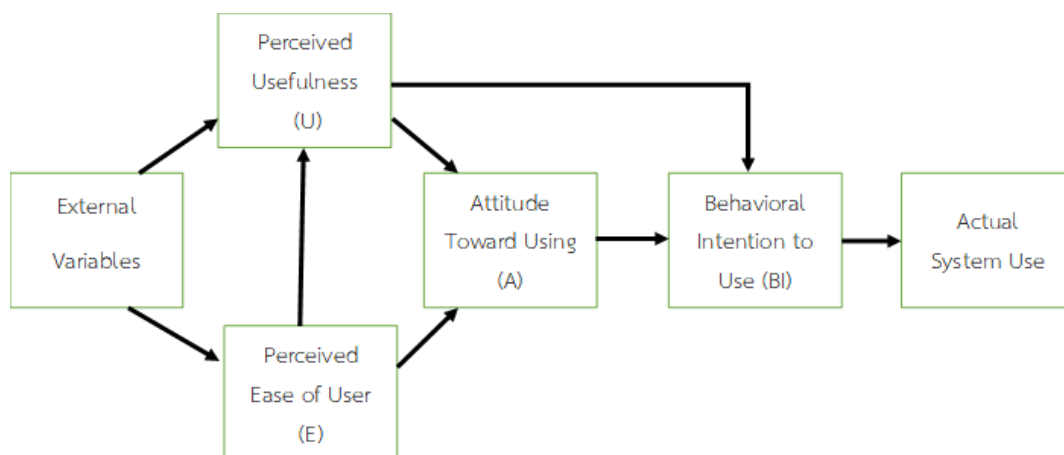 Perceived
Usefulness
(U)
External
Variables
Attitude
Toward Using
(A)
Behavioral
Intention to
Use (BI)
Actual
System Use
Perceived
Ease of User
(E)